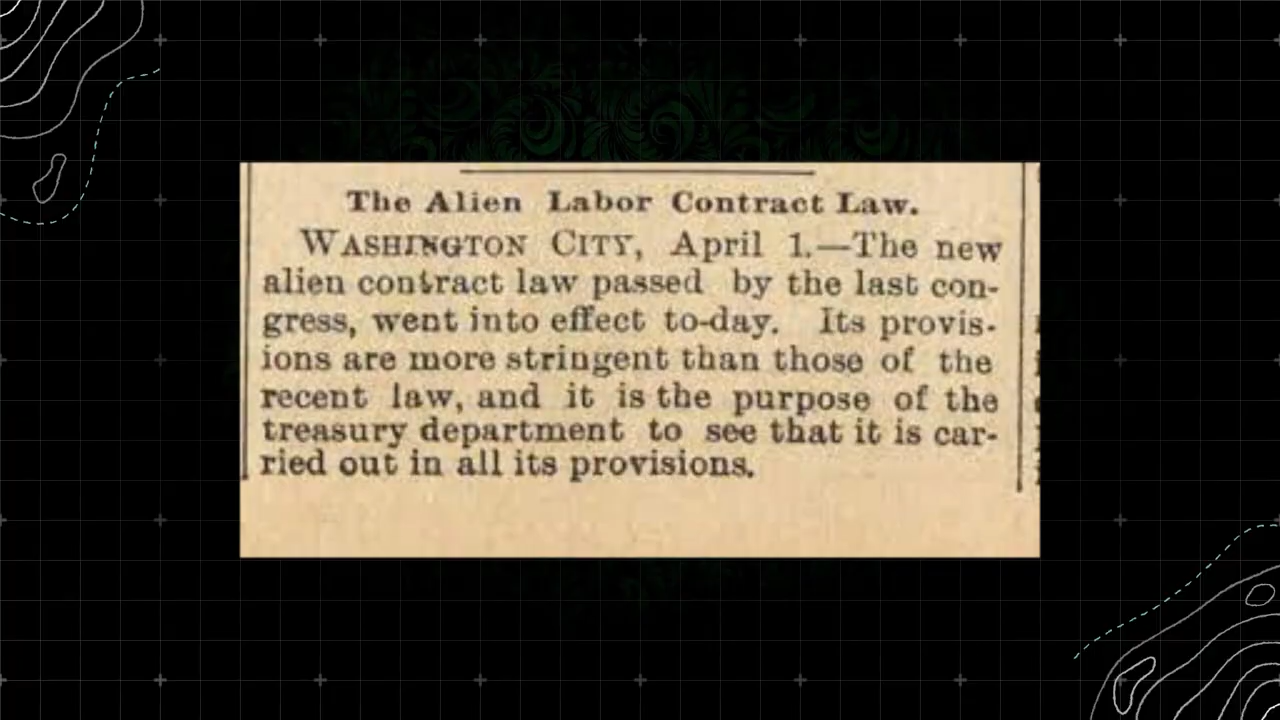 The Alien Labor Contract Law.
WASHINGTON CITY, April 1.—The new
alien contract law passed by the last con-
gress, went into effect to-day. Its provis-
ions are more stringent than those of the
recent law, and it is the purpose of the
treasury department to see that it is car-
ried out in all its provisions.